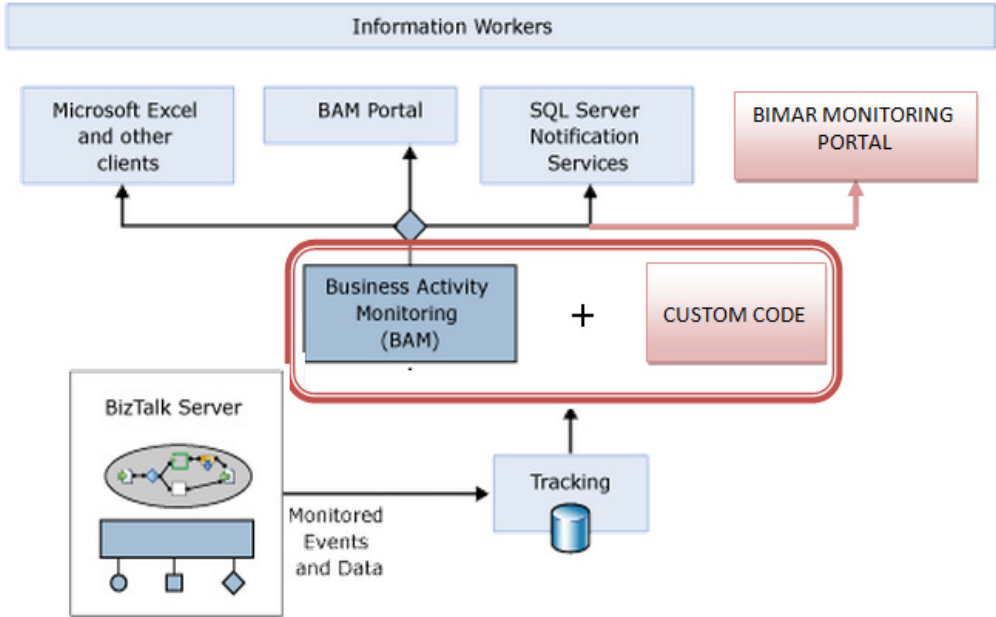 Information Workers
Microsoft Excel
and other
clients
BAM Portal
SQL Server
Notification
Services
BIMAR MONITORING
PORTAL
Business Activity
Monitoring
(BAM)
+
CUSTOM CODE
BizTalk Server
Monitored
Events
and Data
Tracking